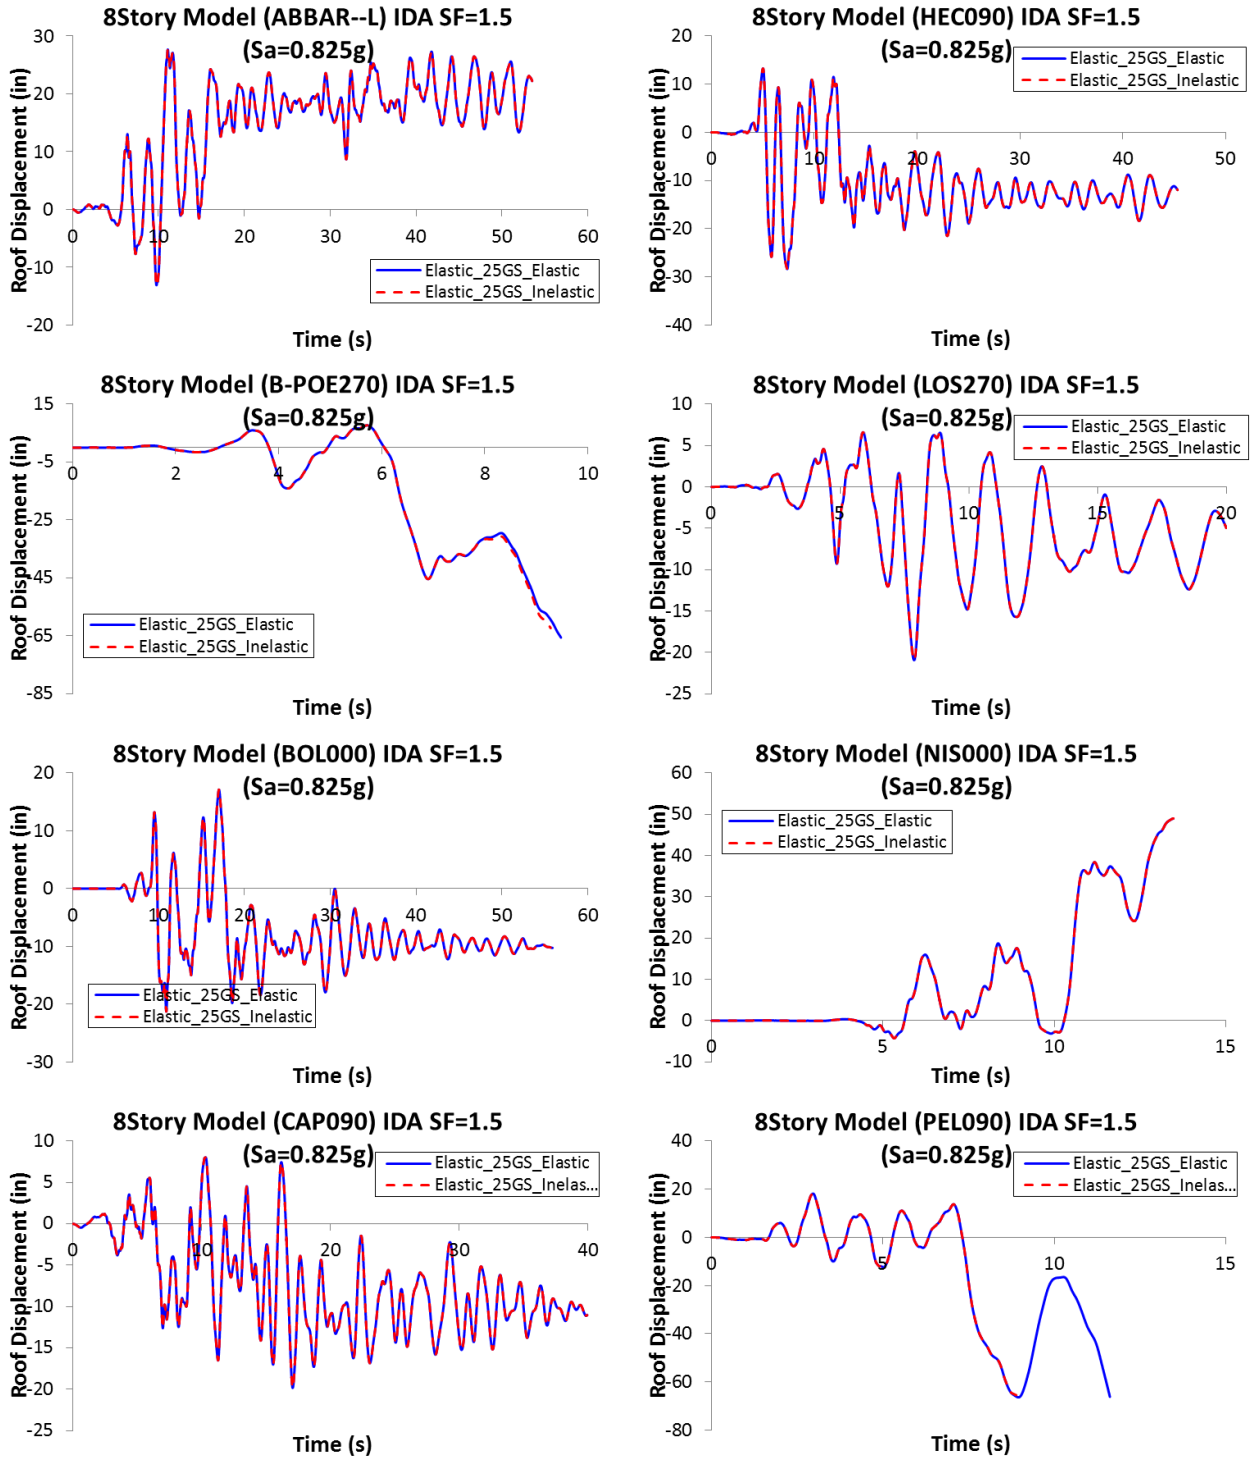 8Story Model (ABBAR--L) IDA SF=1.5
(Sa=0.825g)
Roof Displacement (in)
30
20
10
0
-10
-20
0
10
20
30
40
50
60
Elastic_25GS_Elastic
Elastic_25GS_Inelastic
Time (s)
8Story Model (HEC090) IDA SF=1.5
(Sa=0.825g)
Roof Displacement (in)
20
10
0
-10
-20
-30
-40
0
10
20
30
40
50
Elastic_25GS_Elastic
Elastic_25GS_Inelastic
Time (s)
8Story Model (B-POE270) IDA SF=1.5
(Sa=0.825g)
Roof Displacement (in)
15
-5
-25
-45
-65
-85
0
2
4
6
8
10
Elastic_25GS_Elastic
Elastic_25GS_Inelastic
Time (s)
8Story Model (LOS270) IDA SF=1.5
(Sa=0.825g)
Roof Displacement (in)
10
5
0
-5
-10
-15
-20
-25
0
5
10
15
20
Elastic_25GS_Elastic
Elastic_25GS_Inelastic
Time (s)
8Story Model (BOL000) IDA SF=1.5
(Sa=0.825g)
Roof Displacement (in)
20
10
0
-10
-20
-30
0
10
20
30
40
50
60
Elastic_25GS_Elastic
Elastic_25GS_Inelastic
Time (s)
8Story Model (NIS000) IDA SF=1.5
(Sa=0.825g)
Roof Displacement (in)
60
50
40
30
20
10
0
-10
0
5
10
15
Elastic_25GS_Elastic
Elastic_25GS_Inelastic
Time (s)
8Story Model (CAP090) IDA SF=1.5
(Sa=0.825g)
Roof Displacement (in)
10
5
0
-5
-10
-15
-20
-25
0
10
20
30
40
Elastic_25GS_Elastic
Elastic_25GS_Inelas...
Time (s)
8Story Model (PEL090) IDA SF=1.5
(Sa=0.825g)
Roof Displacement (in)
40
20
0
-20
-40
-60
-80
0
5
10
15
Elastic_25GS_Elastic
Elastic_25GS_Inelas...
Time (s)